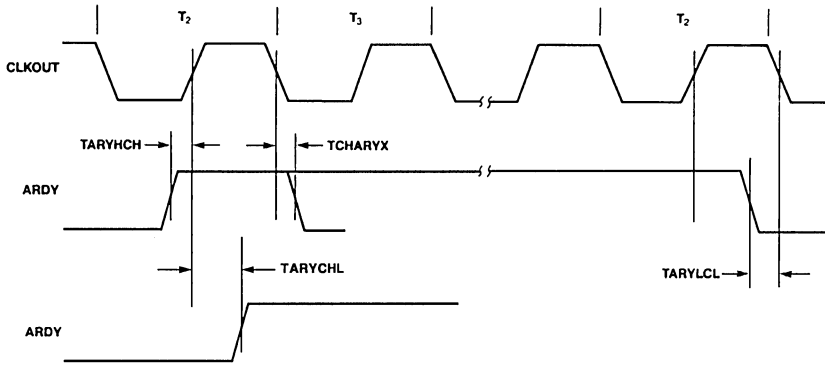 T2 T3 T2
CLKOUT
TARYHCH TCHARYX
ARDY
TARYCHL TARYLCL
ARDY